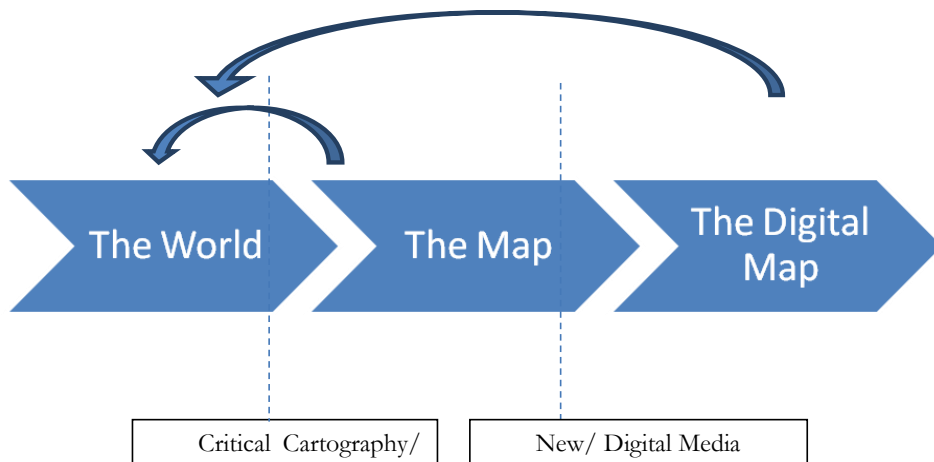 The World
The Map
The Digital
Map
Critical Cartography/
New/ Digital Media